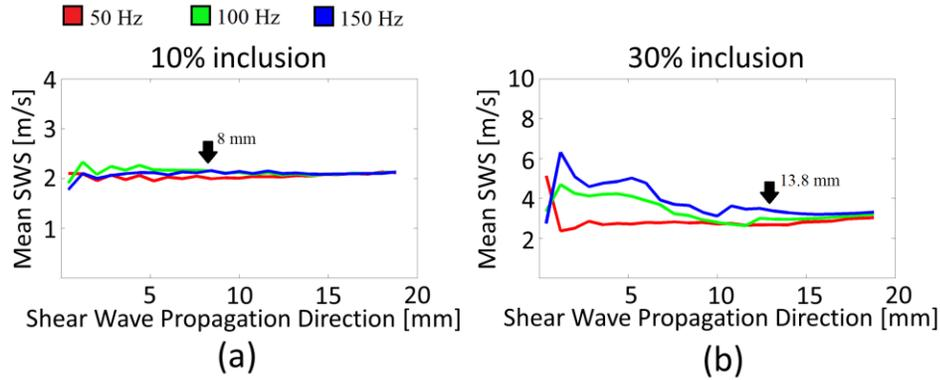 50 Hz 100 Hz 150 Hz
10% inclusion
4
3
2
1
5 10 15 20
Mean SWS [m/s]
8 mm
Shear Wave Propagation Direction [mm]
(a)
30% inclusion
10
8
6
4
2
5 10 15 20
Mean SWS [m/s]
13.8 mm
Shear Wave Propagation Direction [mm]
(b)